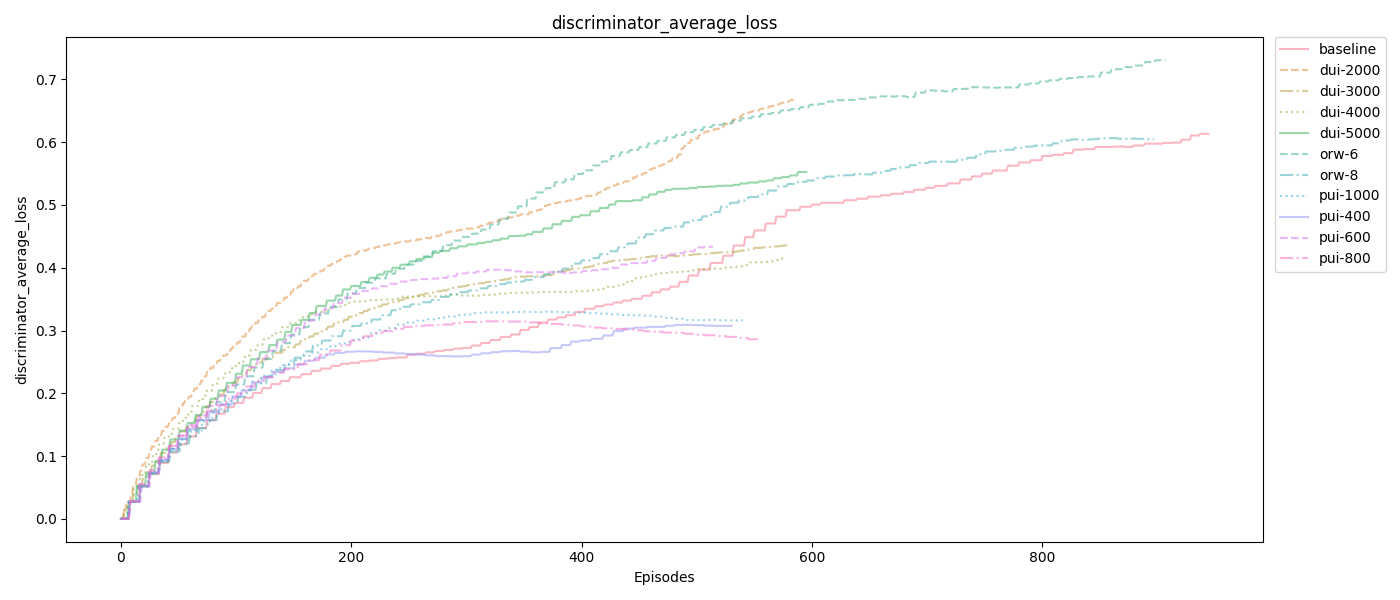 discriminator_average_loss
discriminator_average_loss
0.7
0.6
0.5
0.4
0.3
0.2
0.1
0.0
0
200
400
600
800
Episodes
baseline
dui-2000
dui-3000
dui-4000
dui-5000
orw-6
orw-8
pui-1000
pui-400
pui-600
pui-800